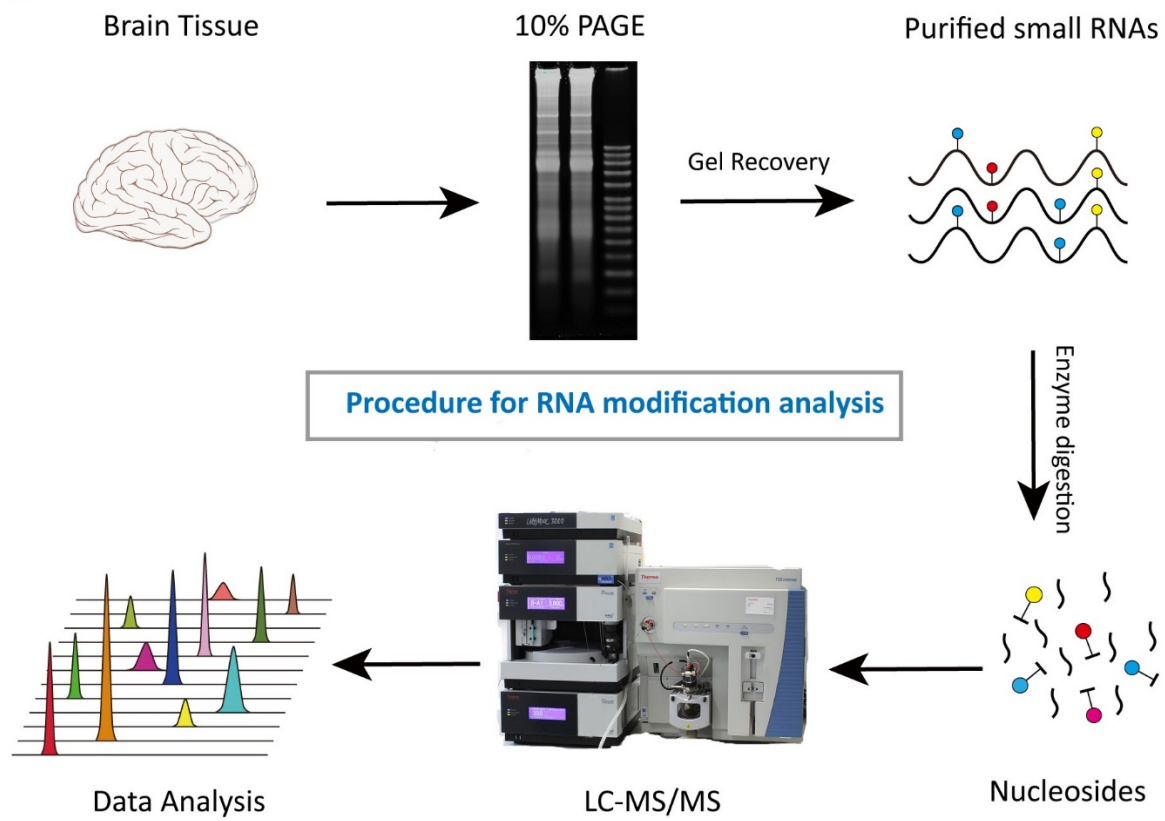 Brain Tissue
10% PAGE
Purified small RNAs
Gel Recovery
Enzyme digestion
Procedure for RNA modification analysis
Thermo
Thermo
Data Analysis
LC-MS/MS
Nucleosides